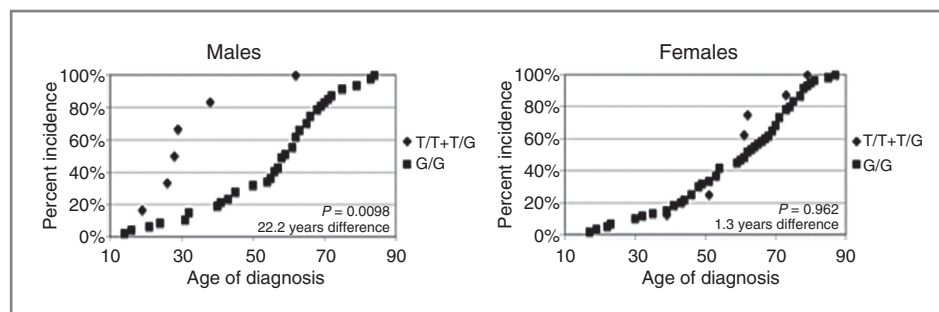 Males
Percent incidence
100%
80%
60%
40%
20%
0%
10 30 50 70 90
Age of diagnosis
P = 0.0098
22.2 years difference
T/T+T/G
G/G
Females
Percent incidence
100%
80%
60%
40%
20%
0%
10 30 50 70 90
Age of diagnosis
P = 0.962
1.3 years difference
T/T+T/G
G/G